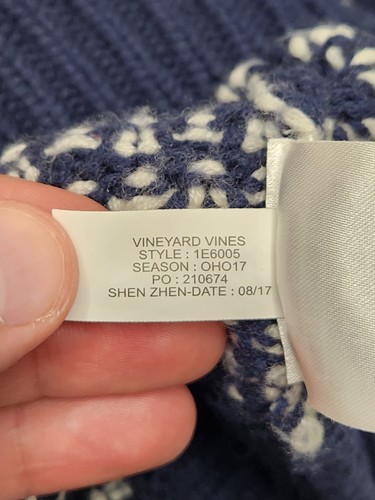 VINEYARD VINES
STYLE : 1E6005
SEASON : OHO17
PO : 210674
SHEN ZHEN-DATE : 08/17